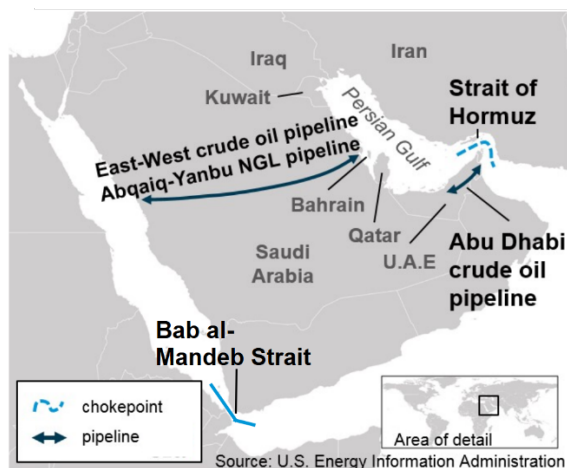 Iraq
Iran
Kuwait
Persian Gulf
Strait of
Hormuz
East-West crude oil pipeline
Abqaiq-Yanbu NGL pipeline
Bahrain
Qatar
U.A.E
Saudi
Arabia
Abu Dhabi
crude oil
pipeline
Bab al-
Mandeb Strait
chokepoint
pipeline
Area of detail
Source: U.S. Energy Information Administration